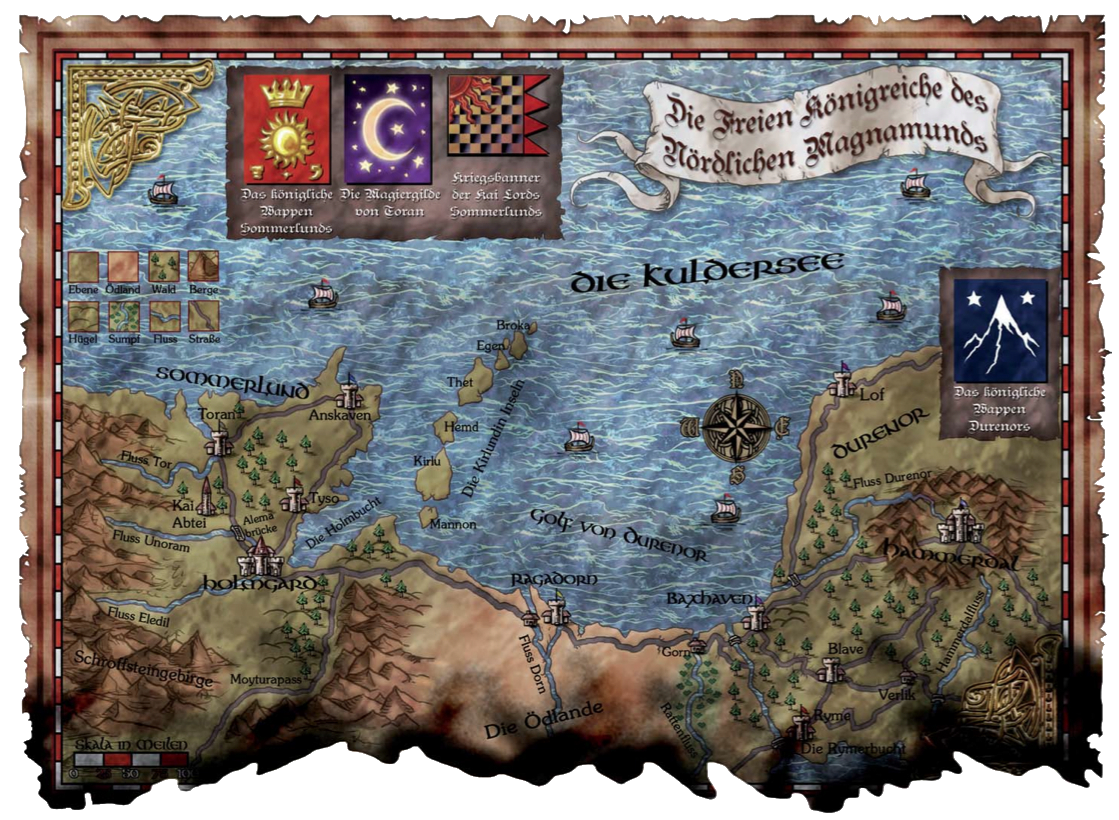 Die Freien Königreiche des
Nördlichen Magnamunds
Das königliche
Wappen
Sommerlunds
Die Magiergilde
von Toran
Kriegsbanner
der Kai Lords
Sommerlunds
Ebene
Ödland
Wald
Berge
Hügel
Sumpf
Fluss
Straße
Die Kuldersee
Das königliche
Wappen
Durenors
Broka
Egen
Thet
Hemd
Kirlu
Mannon
Die Kirlundin Inseln
Sommerlund
Toran
Anskaven
Lof
Durenor
Fluss Tor
Kai
Abtei
Tyso
Alema
brücke
Die Holmbucht
Fluss Unoram
Holmgard
Fluss Durenor
Hammerdal
Golf von Durenor
Ragadorn
Baxhaven
Fluss Eledil
Schroffsteingebirge
Moyturapass
Fluss Dorn
Gorn
Blave
Hammerdalfluss
Verlik
Raffenfluss
Ryme
Die Rymerbucht
Die Ödlande
Skala in Meilen
0 50 100